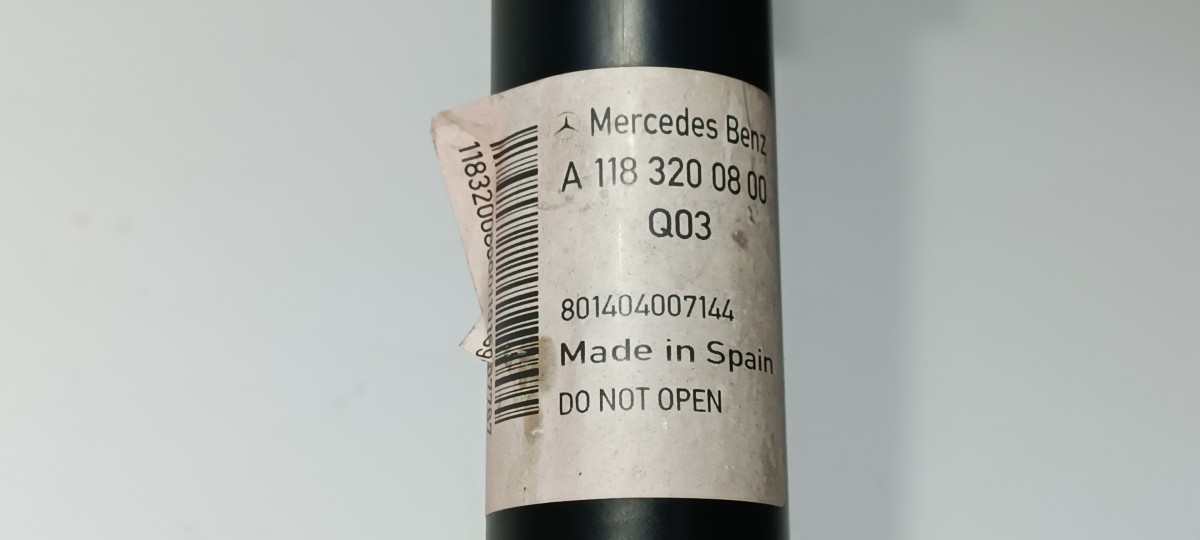 Mercedes Benz
A 118 320 08 00
Q03
801404007144
Made in Spain
DO NOT OPEN